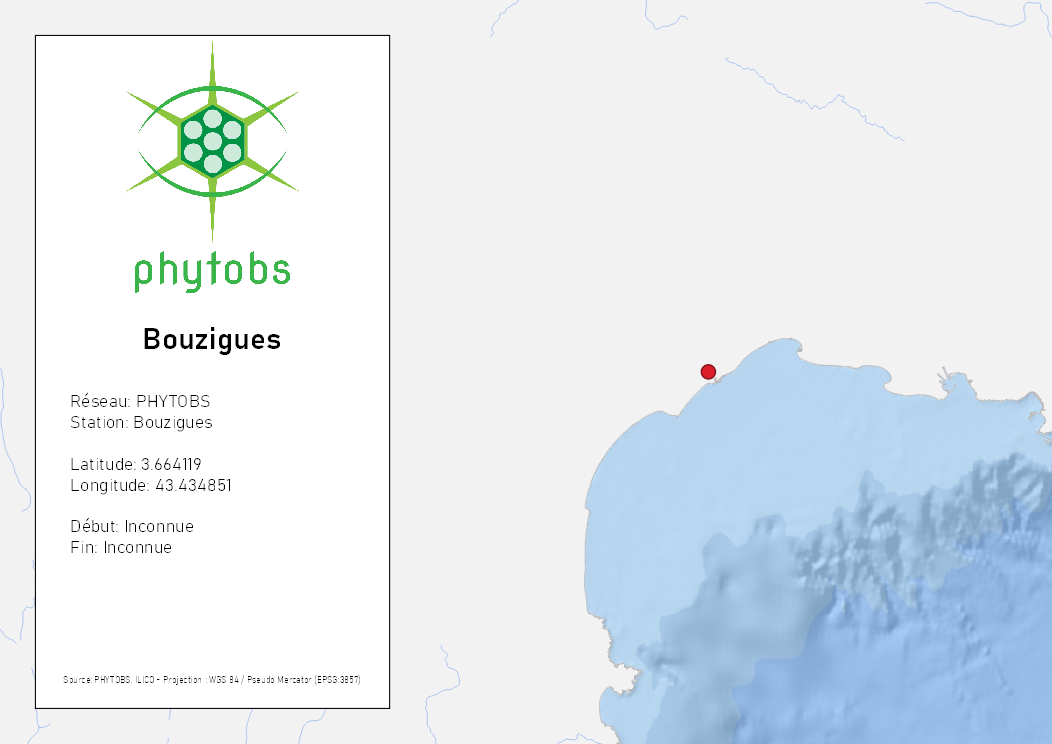 phytobs
Bouzigues
Réseau: PHYTOBS
Station: Bouzigues
Latitude: 3.664119
Longitude: 43.434851
Début: Inconnue
Fin: Inconnue
Source: PHYTOBS, ILICO - Projection : WGS 84 / Pseudo Mercator (EPSG:3857)